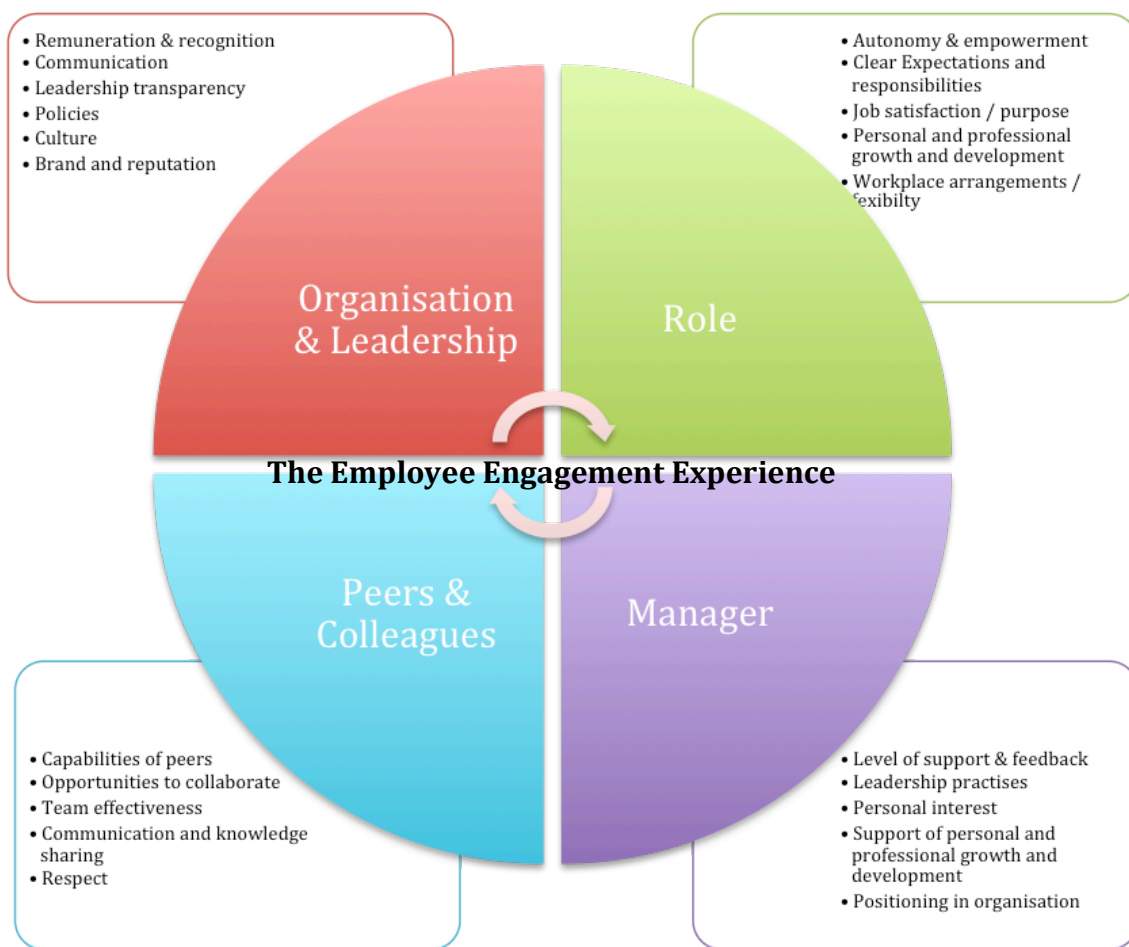 • Remuneration & recognition
• Communication
• Leadership transparency
• Policies
• Culture
• Brand and reputation
• Autonomy & empowerment
• Clear Expectations and
responsibilities
• Job satisfaction / purpose
• Personal and professional
growth and development
• Workplace arrangements /
fexibilty
Organisation
& Leadership
Role
The Employee Engagement Experience
Peers &
Colleagues
Manager
• Capabilities of peers
• Opportunities to collaborate
• Team effectiveness
• Communication and knowledge
sharing
• Respect
• Level of support & feedback
• Leadership practises
• Personal interest
• Support of personal and
professional growth and
development
• Positioning in organisation